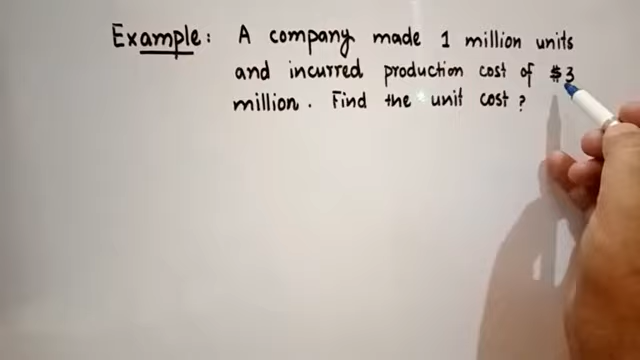 Example: A company made 1 million units
and incurred production cost of $3
million. Find the unit cost?